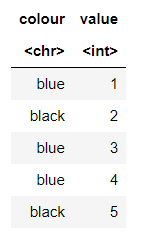 colour value
<chr> <int>
blue 1
black 2
blue 3
blue 4
black 5